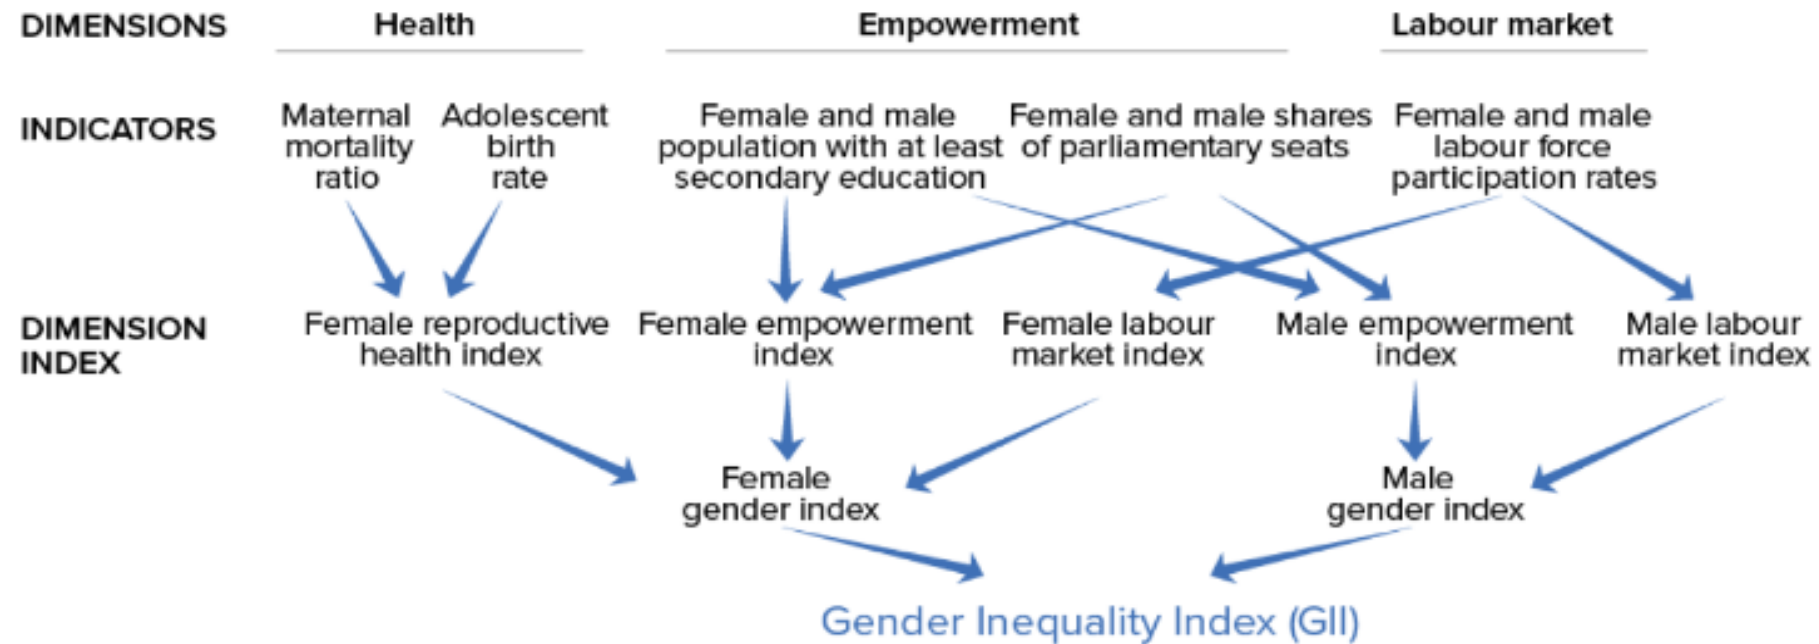 DIMENSIONS
Health
Empowerment
Labour market
INDICATORS
Maternal
mortality
ratio
Adolescent
birth
rate
Female and male
population with at least
secondary education
Female and male shares
of parliamentary seats
Female and male
labour force
participation rates
DIMENSION
INDEX
Female reproductive
health index
Female empowerment
index
Female labour
market index
Male empowerment
index
Male labour
market index
Female
gender index
Male
gender index
Gender Inequality Index (GII)